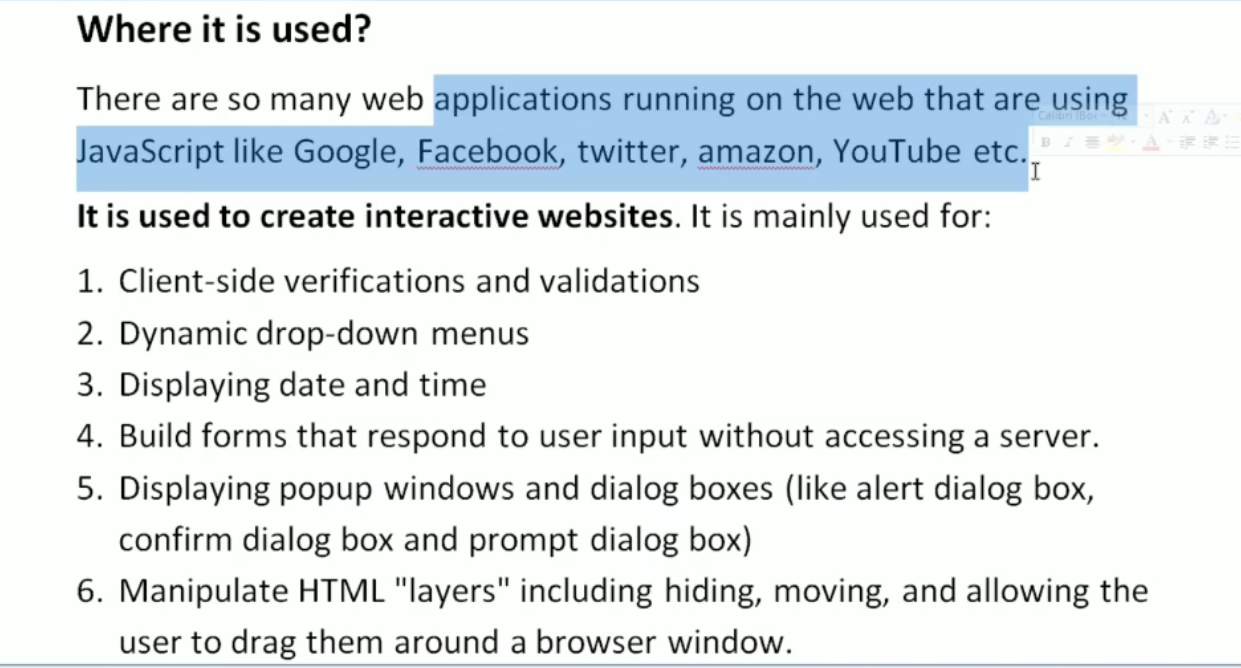 Where it is used?
There are so many web applications running on the web that are using
JavaScript like Google, Facebook, twitter, amazon, YouTube etc.
It is used to create interactive websites. It is mainly used for:
1. Client-side verifications and validations
2. Dynamic drop-down menus
3. Displaying date and time
4. Build forms that respond to user input without accessing a server.
5. Displaying popup windows and dialog boxes (like alert dialog box,
confirm dialog box and prompt dialog box)
6. Manipulate HTML "layers" including hiding, moving, and allowing the
user to drag them around a browser window.